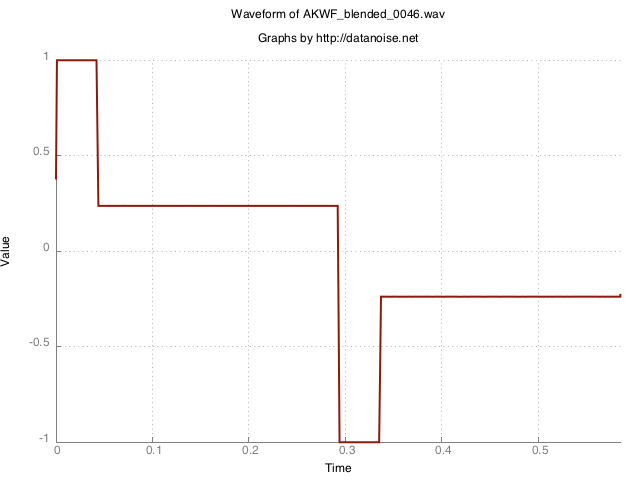 Waveform of AKWF_blended_0046.wav
Graphs by http://datanoise.net
1
0.5
0
-0.5
-1
Value
0
0.1
0.2
0.3
0.4
0.5
Time